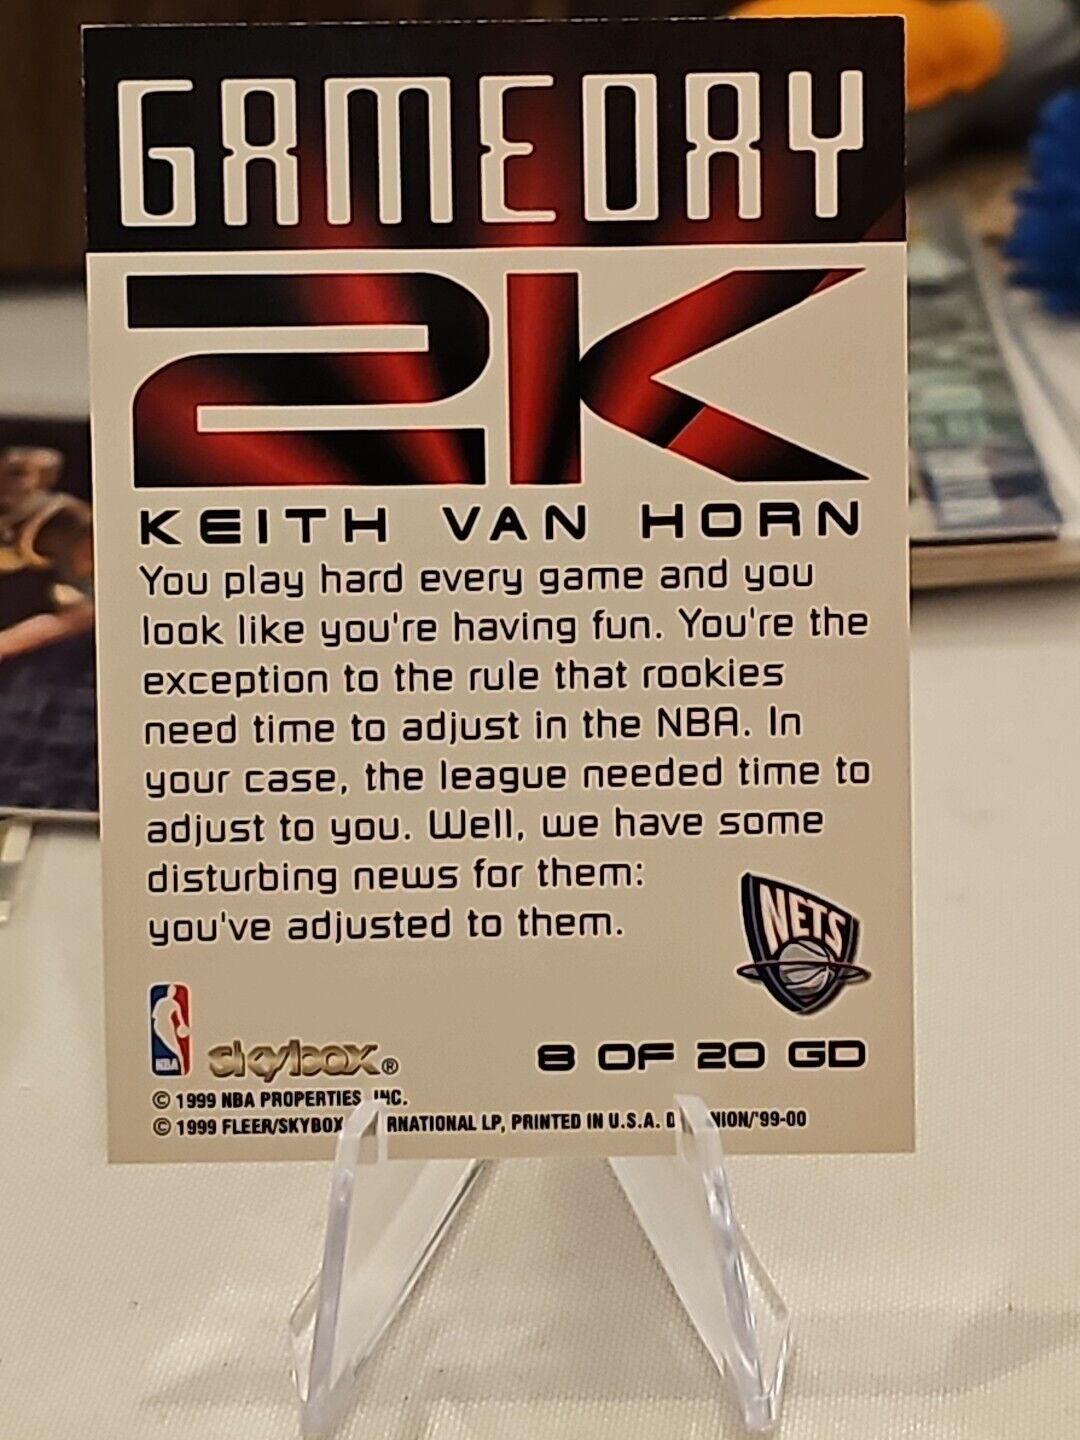 GAMEDAY
2K
KEITH VAN HORN
You play hard every game and you
look like you're having fun. You're the
exception to the rule that rookies
need time to adjust in the NBA. In
your case, the league needed time to
adjust to you. Well, we have some
disturbing news for them:
you've adjusted to them.
NETS
NBA
skybox®
8 OF 20 GD
© 1999 NBA PROPERTIES, INC.
© 1999 FLEER/SKYBOX RNATIONAL LP, PRINTED IN U.S.A. D NION/'99-00